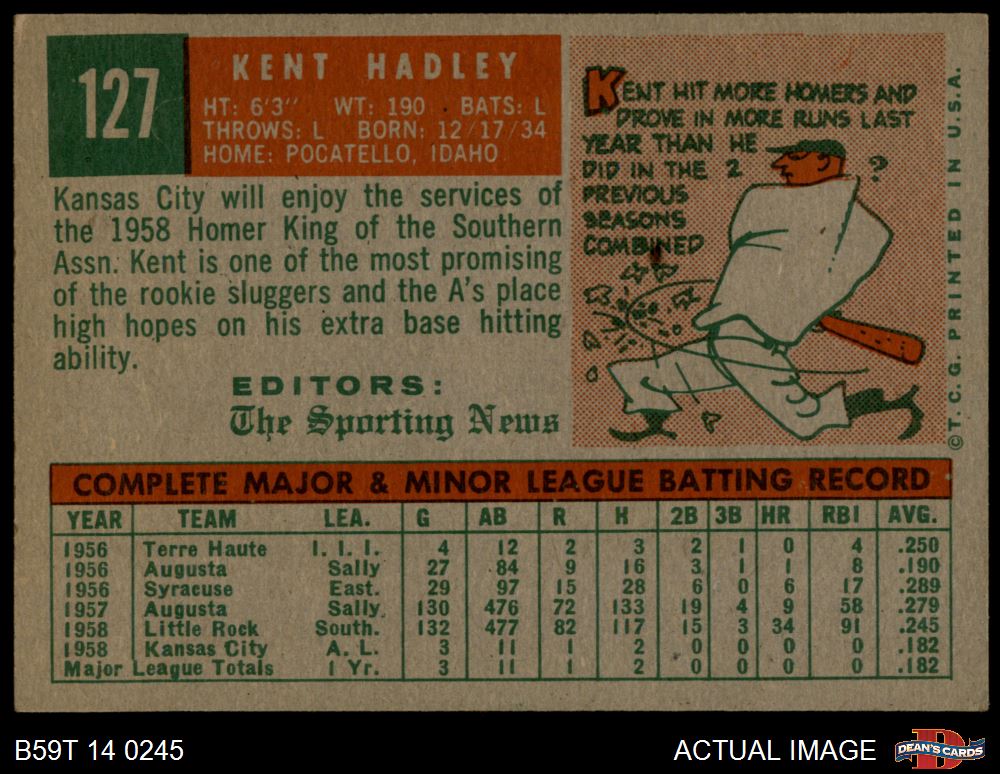 127
KENT HADLEY
HT: 6'3" WT: 190 . BATS: L
THROWS: L BORN: 12/17/34
HOME: POCATELLO, IDAHO
Kansas City will enjoy the services of
the 1958 Homer King of the Southern
Assn. Kent is one of the most promising
of the rookie sluggers and the A's place
high hopes on his extra base hitting
ability.
EDITORS:
The Sporting News
KENT HIT MORE HOMERS AND
DROVE IN MORE RUNS LAST
YEAR THAN HE
DID IN THE 2
PREVIOUS
SEASONS
COMBINED
?
© T. C. G. PRINTED IN U.S.A.
COMPLETE MAJOR & MINOR LEAGUE BATTING RECORD
YEAR TEAM LEA. G AB R H 2B 3B HR RBI AVG.
1956 Terre Haute I. I. I. 4 12 2 3 2 1 0 4 .250
1956 Augusta Sally 27 84 9 16 3 1 1 8 .190
1956 Syracuse East. 29 97 15 28 6 0 6 17 .289
1957 Augusta Sally 130 476 72 133 19 4 9 58 .279
1958 Little Rock South. 132 477 82 117 15 3 34 91 .245
1958 Kansas City A. L. 3 11 1 2 0 0 0 0 .182
Major League Totals 1 Yr. 3 11 1 2 0 0 0 0 .182
B59T 14 0245
ACTUAL IMAGE
D
DEAN'S CARDS